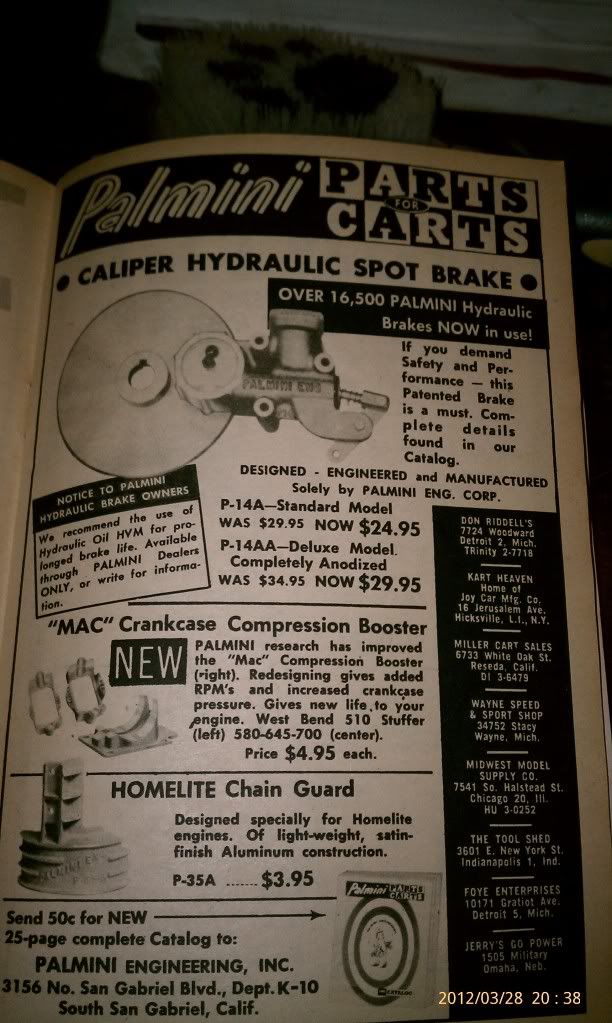 Palmini PARTS
FOR
CARTS
• CALIPER HYDRAULIC SPOT BRAKE •
OVER 16,500 PALMINI Hydraulic
Brakes NOW in use!
PALMINI ENG
If you demand
Safety and Per-
formance — this
Patented Brake
is a must. Com-
plete details
found in our
Catalog.
DESIGNED - ENGINEERED and MANUFACTURED
Solely by PALMINI ENG. CORP.
NOTICE TO PALMINI
HYDRAULIC BRAKE OWNERS
We recommend the use of
Hydraulic Oil HVM for pro-
longed brake life. Available
through PALMINI Dealers
ONLY, or write for informa-
tion.
P-14A—Standard Model
WAS $29.95 NOW $24.95
P-14AA—Deluxe Model
Completely Anodized
WAS $34.95 NOW $29.95
"MAC" Crankcase Compression Booster
NEW
PALMINI research has improved
the "Mac" Compression Booster
(right). Redesigning gives added
RPM's and increased crankcase
pressure. Gives new life to your
engine. West Bend 510 Stuffer
(left) 580-645-700 (center).
Price $4.95 each.
HOMELITE Chain Guard
Designed specially for Homelite
engines. Of light-weight, satin-
finish Aluminum construction.
P-35A ....... $3.95
Send 50c for NEW
25-page complete Catalog to:
PALMINI ENGINEERING, INC.
3156 No. San Gabriel Blvd., Dept. K-10
South San Gabriel, Calif.
Palmini PARTS
CARTS
CATALOG
DON RIDDELL'S
7724 Woodward
Detroit 2, Mich.
TRinity 2-7718
KART HEAVEN
Home of
Joy Car Mfg. Co.
16 Jerusalem Ave.
Hicksville, L.I., N.Y.
MILLER CART SALES
6733 White Oak St.
Reseda, Calif.
DI 3-6479
WAYNE SPEED
& SPORT SHOP
34752 Stacy
Wayne, Mich.
MIDWEST MODEL
SUPPLY CO.
7541 So. Halstead St.
Chicago 20, Ill.
HU 3-0252
THE TOOL SHED
3601 E. New York St.
Indianapolis 1, Ind.
FOYE ENTERPRISES
10171 Gratiot Ave.
Detroit 5, Mich.
JERRY'S GO POWER
1505 Military
Omaha, Neb.
2012/03/28 20:38